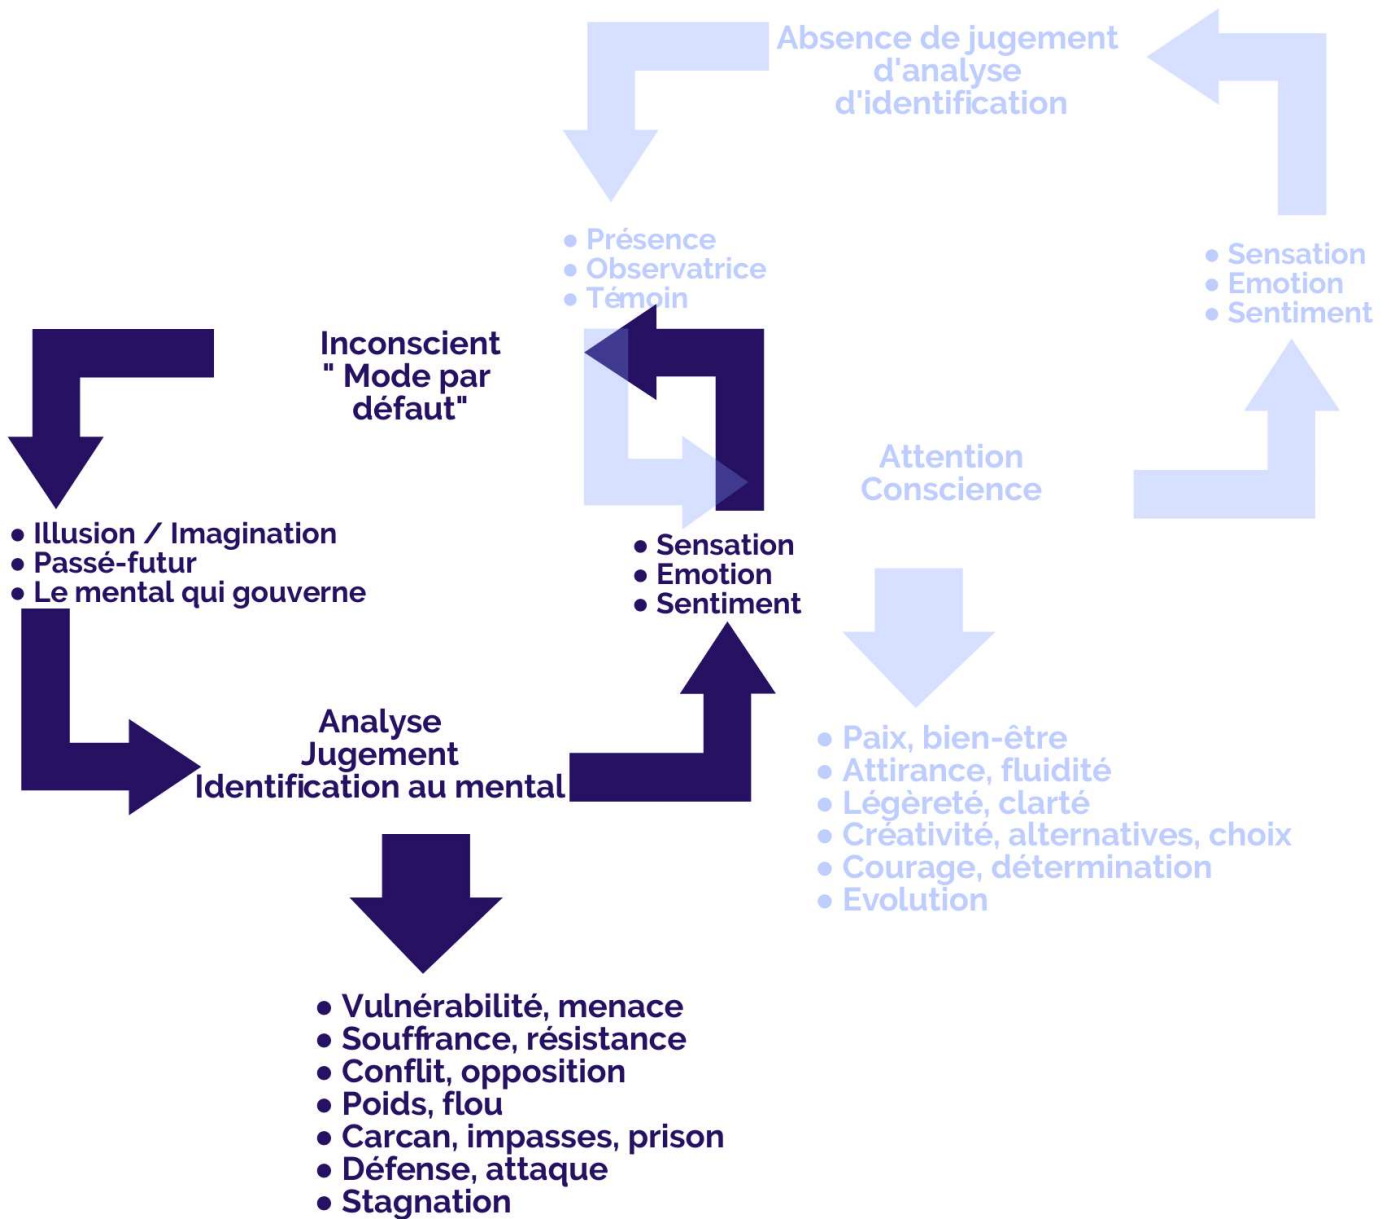 Absence de jugement
d'analyse
d'identification
● Présence
● Observatrice
● Témoin
● Sensation
● Emotion
● Sentiment
Inconscient
" Mode par
défaut"
Attention
Conscience
● Illusion / Imagination
● Passé-futur
● Le mental qui gouverne
● Sensation
● Emotion
● Sentiment
Analyse
Jugement
Identification au mental
● Paix, bien-être
● Attirance, fluidité
● Légèreté, clarté
● Créativité, alternatives, choix
● Courage, détermination
● Evolution
● Vulnérabilité, menace
● Souffrance, résistance
● Conflit, opposition
● Poids, flou
● Carcan, impasses, prison
● Défense, attaque
● Stagnation